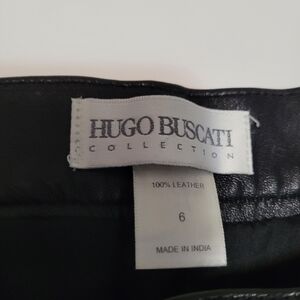 HUGO BUSCATI
COLLECTION
100% LEATHER
6
MADE IN INDIA